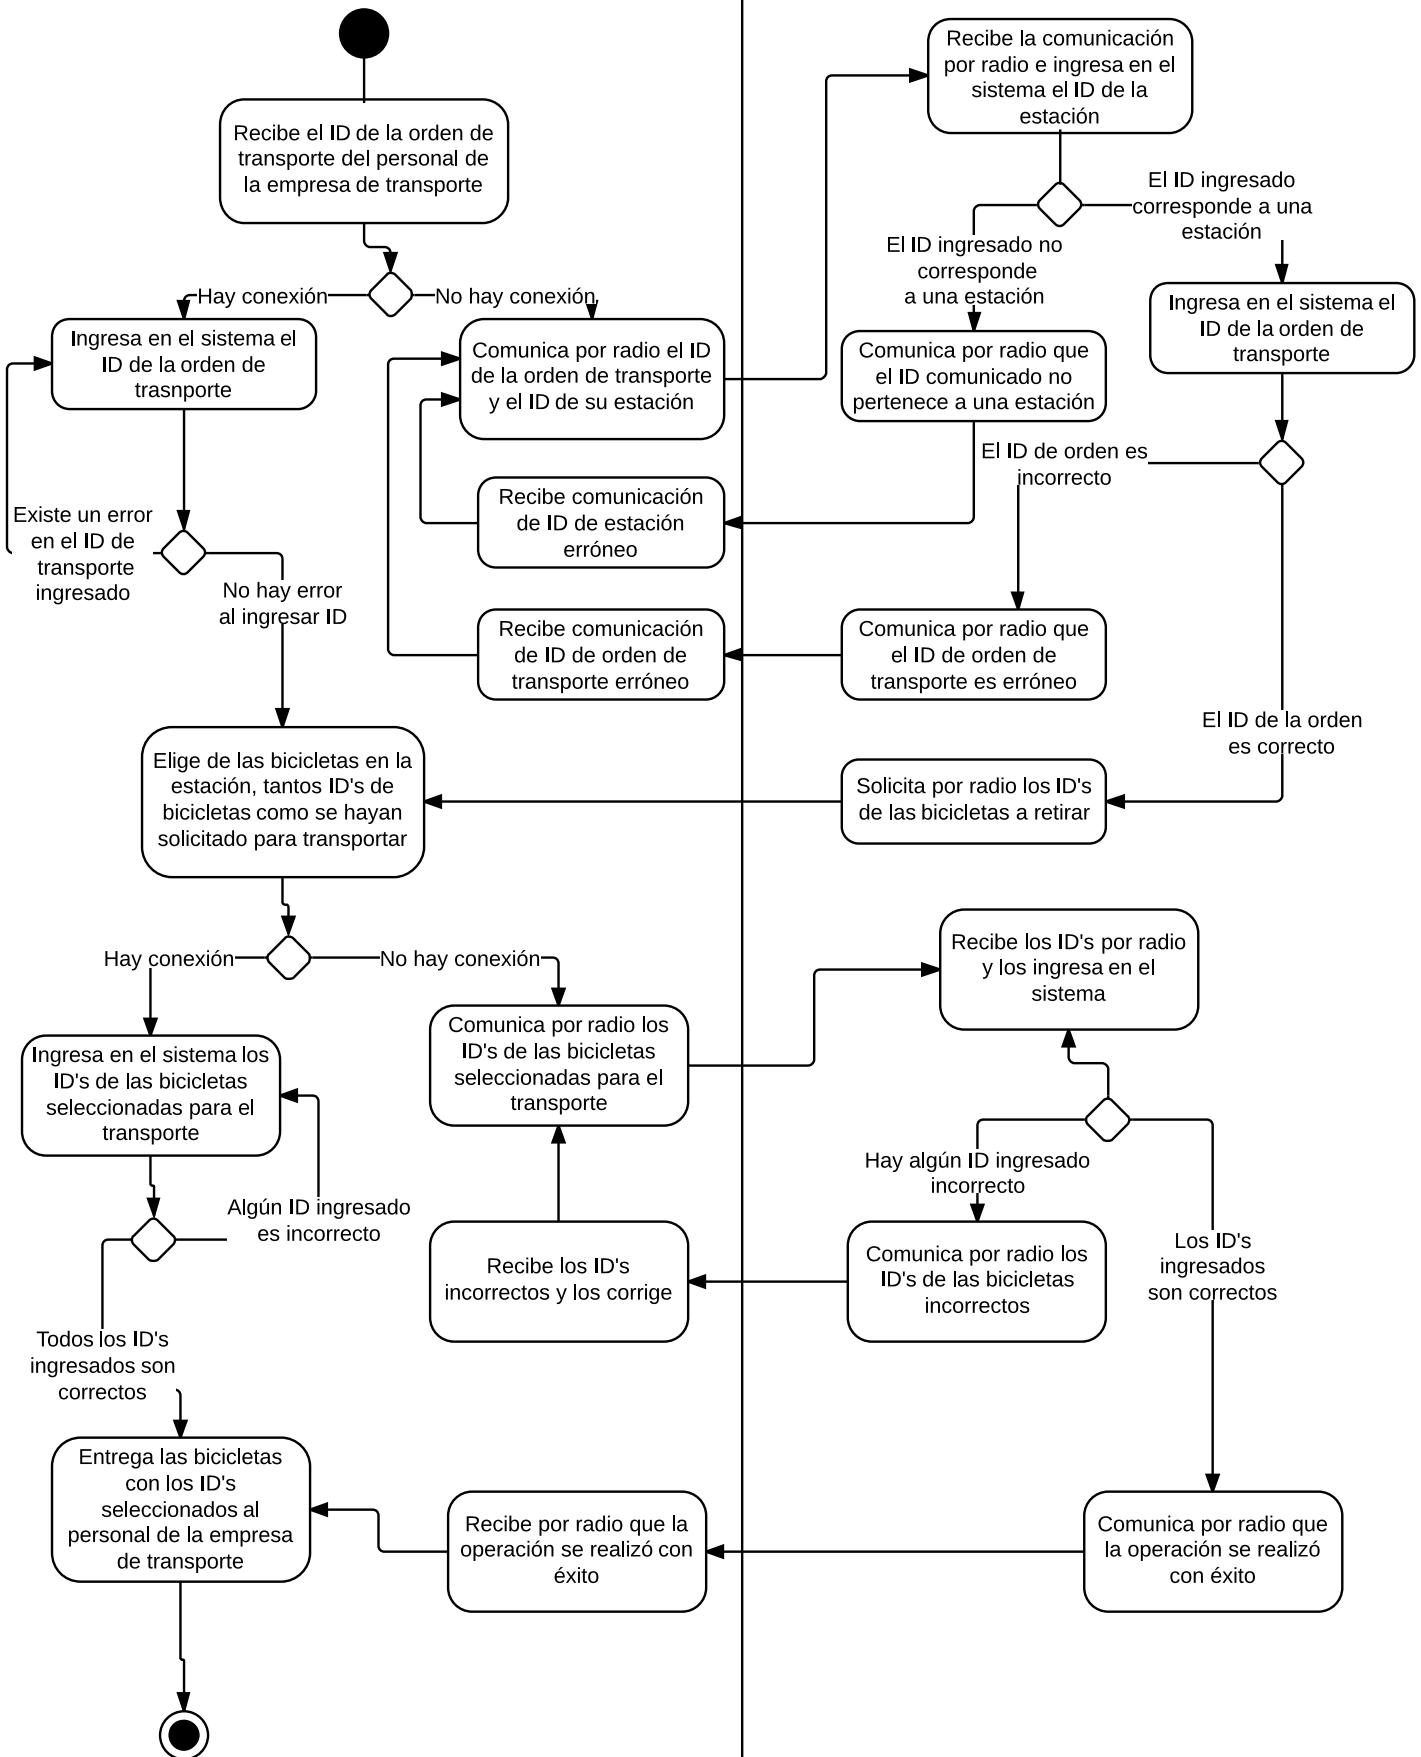 Recibe el ID de la orden de
transporte del personal de
la empresa de transporte
Hay conexión
No hay conexión
Ingresa en el sistema el
ID de la orden de
trasnporte
Comunica por radio el ID
de la orden de transporte
y el ID de su estación
Existe un error
en el ID de
transporte
ingresado
No hay error
al ingresar ID
Recibe comunicación
de ID de estación
erróneo
Recibe comunicación
de ID de orden de
transporte erróneo
Recibe la comunicación
por radio e ingresa en el
sistema el ID de la
estación
El ID ingresado
corresponde a una
estación
El ID ingresado no
corresponde
a una estación
Ingresa en el sistema el
ID de la orden de
transporte
Comunica por radio que
el ID comunicado no
pertenece a una estación
El ID de orden es
incorrecto
Comunica por radio que
el ID de orden de
transporte es erróneo
El ID de la orden
es correcto
Solicita por radio los ID's
de las bicicletas a retirar
Elige de las bicicletas en la
estación, tantos ID's de
bicicletas como se hayan
solicitado para transportar
Hay conexión
No hay conexión
Ingresa en el sistema los
ID's de las bicicletas
seleccionadas para el
transporte
Comunica por radio los
ID's de las bicicletas
seleccionadas para el
transporte
Recibe los ID's por radio
y los ingresa en el
sistema
Algún ID ingresado
es incorrecto
Hay algún ID ingresado
incorrecto
Recibe los ID's
incorrectos y los corrige
Comunica por radio los
ID's de las bicicletas
incorrectos
Los ID's
ingresados
son correctos
Todos los ID's
ingresados son
correctos
Entrega las bicicletas
con los ID's
seleccionados al
personal de la empresa
de transporte
Recibe por radio que la
operación se realizó con
éxito
Comunica por radio que
la operación se realizó
con éxito